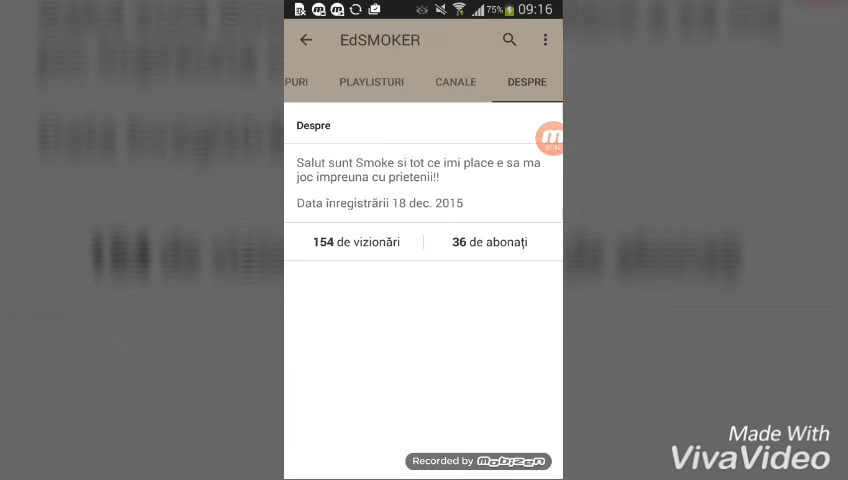 75% 09:16
EdSMOKER
PURI PLAYLISTURI CANALE DESPRE
Despre
Salut sunt Smoke si tot ce imi place e sa ma
joc impreuna cu prietenii!!
Data înregistrării 18 dec. 2015
154 de vizionări 36 de abonați
Recorded by mobizen
Made With
VivaVideo